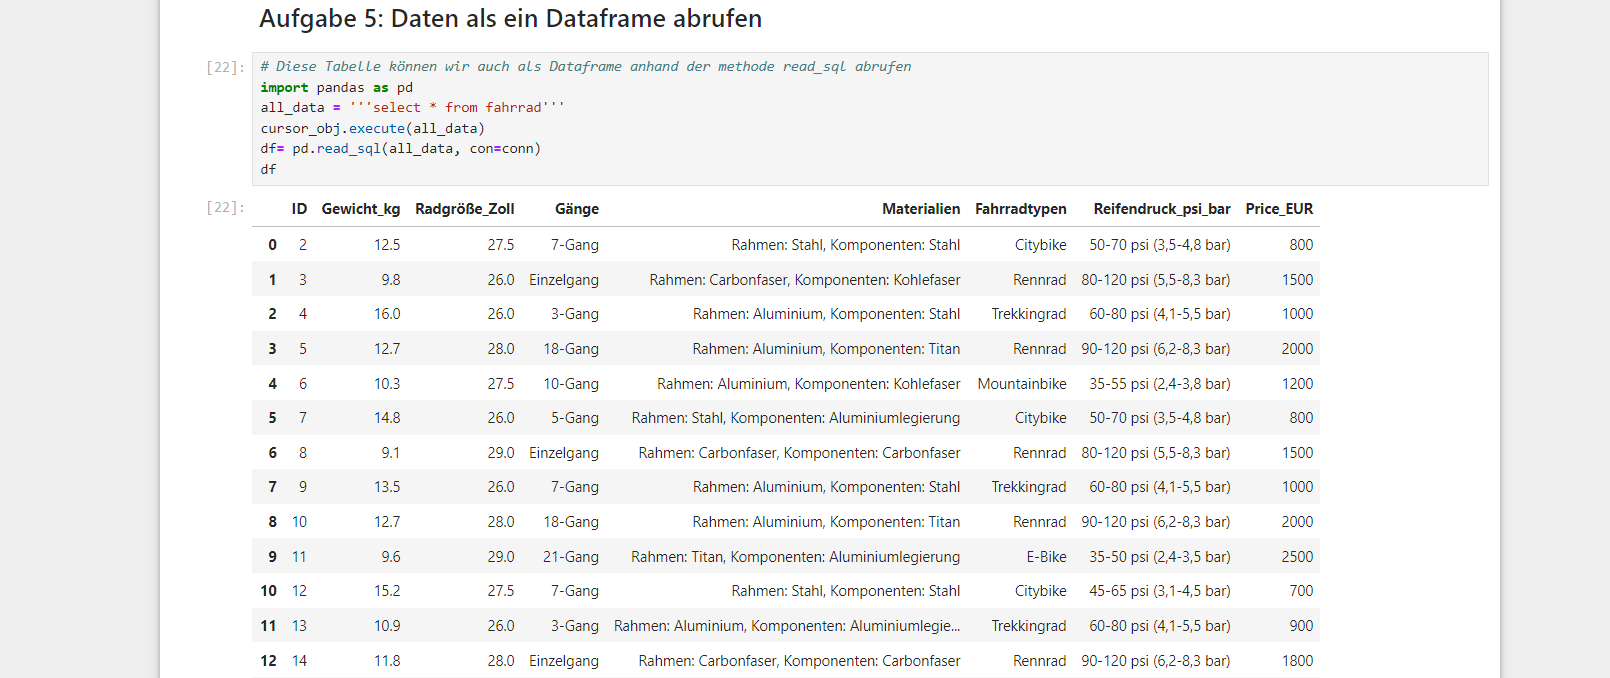 Aufgabe 5: Daten als ein Dataframe abrufen
[22]:
# Diese Tabelle können wir auch als Dataframe anhand der methode read_sql abrufen
import pandas as pd
all_data = '''select * from fahrrad'''
cursor_obj.execute(all_data)
df= pd.read_sql(all_data, con=conn)
df
[22]:
ID Gewicht_kg Radgröße_Zoll Gänge Materialien Fahrradtypen Reifendruck_psi_bar Price_EUR
0 2 12.5 27.5 7-Gang Rahmen: Stahl, Komponenten: Stahl Citybike 50-70 psi (3,5-4,8 bar) 800
1 3 9.8 26.0 Einzelgang Rahmen: Carbonfaser, Komponenten: Kohlefaser Rennrad 80-120 psi (5,5-8,3 bar) 1500
2 4 16.0 26.0 3-Gang Rahmen: Aluminium, Komponenten: Stahl Trekkingrad 60-80 psi (4,1-5,5 bar) 1000
3 5 12.7 28.0 18-Gang Rahmen: Aluminium, Komponenten: Titan Rennrad 90-120 psi (6,2-8,3 bar) 2000
4 6 10.3 27.5 10-Gang Rahmen: Aluminium, Komponenten: Kohlefaser Mountainbike 35-55 psi (2,4-3,8 bar) 1200
5 7 14.8 26.0 5-Gang Rahmen: Stahl, Komponenten: Aluminiumlegierung Citybike 50-70 psi (3,5-4,8 bar) 800
6 8 9.1 29.0 Einzelgang Rahmen: Carbonfaser, Komponenten: Carbonfaser Rennrad 80-120 psi (5,5-8,3 bar) 1500
7 9 13.5 26.0 7-Gang Rahmen: Aluminium, Komponenten: Stahl Trekkingrad 60-80 psi (4,1-5,5 bar) 1000
8 10 12.7 28.0 18-Gang Rahmen: Aluminium, Komponenten: Titan Rennrad 90-120 psi (6,2-8,3 bar) 2000
9 11 9.6 29.0 21-Gang Rahmen: Titan, Komponenten: Aluminiumlegierung E-Bike 35-50 psi (2,4-3,5 bar) 2500
10 12 15.2 27.5 7-Gang Rahmen: Stahl, Komponenten: Stahl Citybike 45-65 psi (3,1-4,5 bar) 700
11 13 10.9 26.0 3-Gang Rahmen: Aluminium, Komponenten: Aluminiumlegie... Trekkingrad 60-80 psi (4,1-5,5 bar) 900
12 14 11.8 28.0 Einzelgang Rahmen: Carbonfaser, Komponenten: Carbonfaser Rennrad 90-120 psi (6,2-8,3 bar) 1800